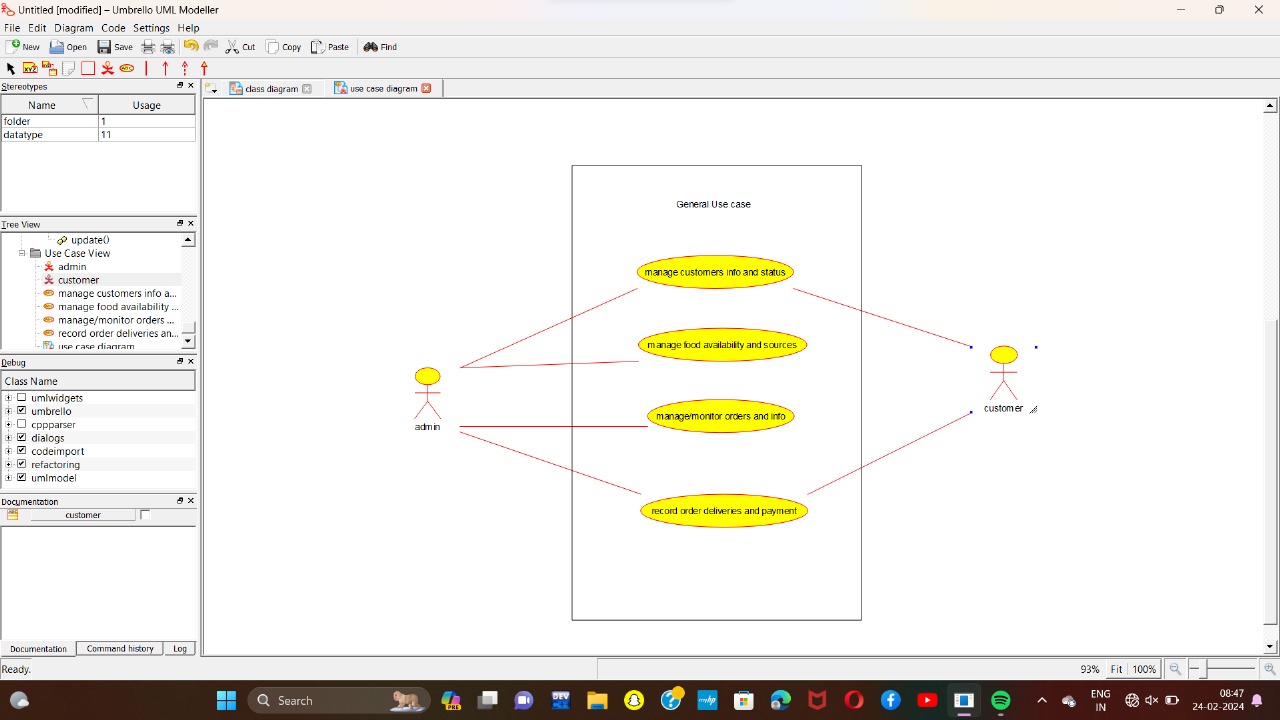 Untitled [modified] – Umbrello UML Modeller
File Edit Diagram Code Settings Help
New Open Save Cut Copy Paste Find
Stereotypes
Name Usage
folder 1
datatype 11
class diagram use case diagram
Tree View
update()
Use Case View
admin
customer
manage customers info a...
manage food availability ...
manage/monitor orders ...
record order deliveries an...
use case diagram
Debug
Class Name
umlwidgets
umbrello
cppparser
dialogs
codeimport
refactoring
umlmodel
Documentation
customer
Documentation Command history Log
General Use case
manage customers info and status
manage food availability and sources
manage/monitor orders and info
record order deliveries and payment
admin
customer
Ready.
93% Fit 100%
Search
PRE
DEV
ENG
IN
08:47
24-02-2024